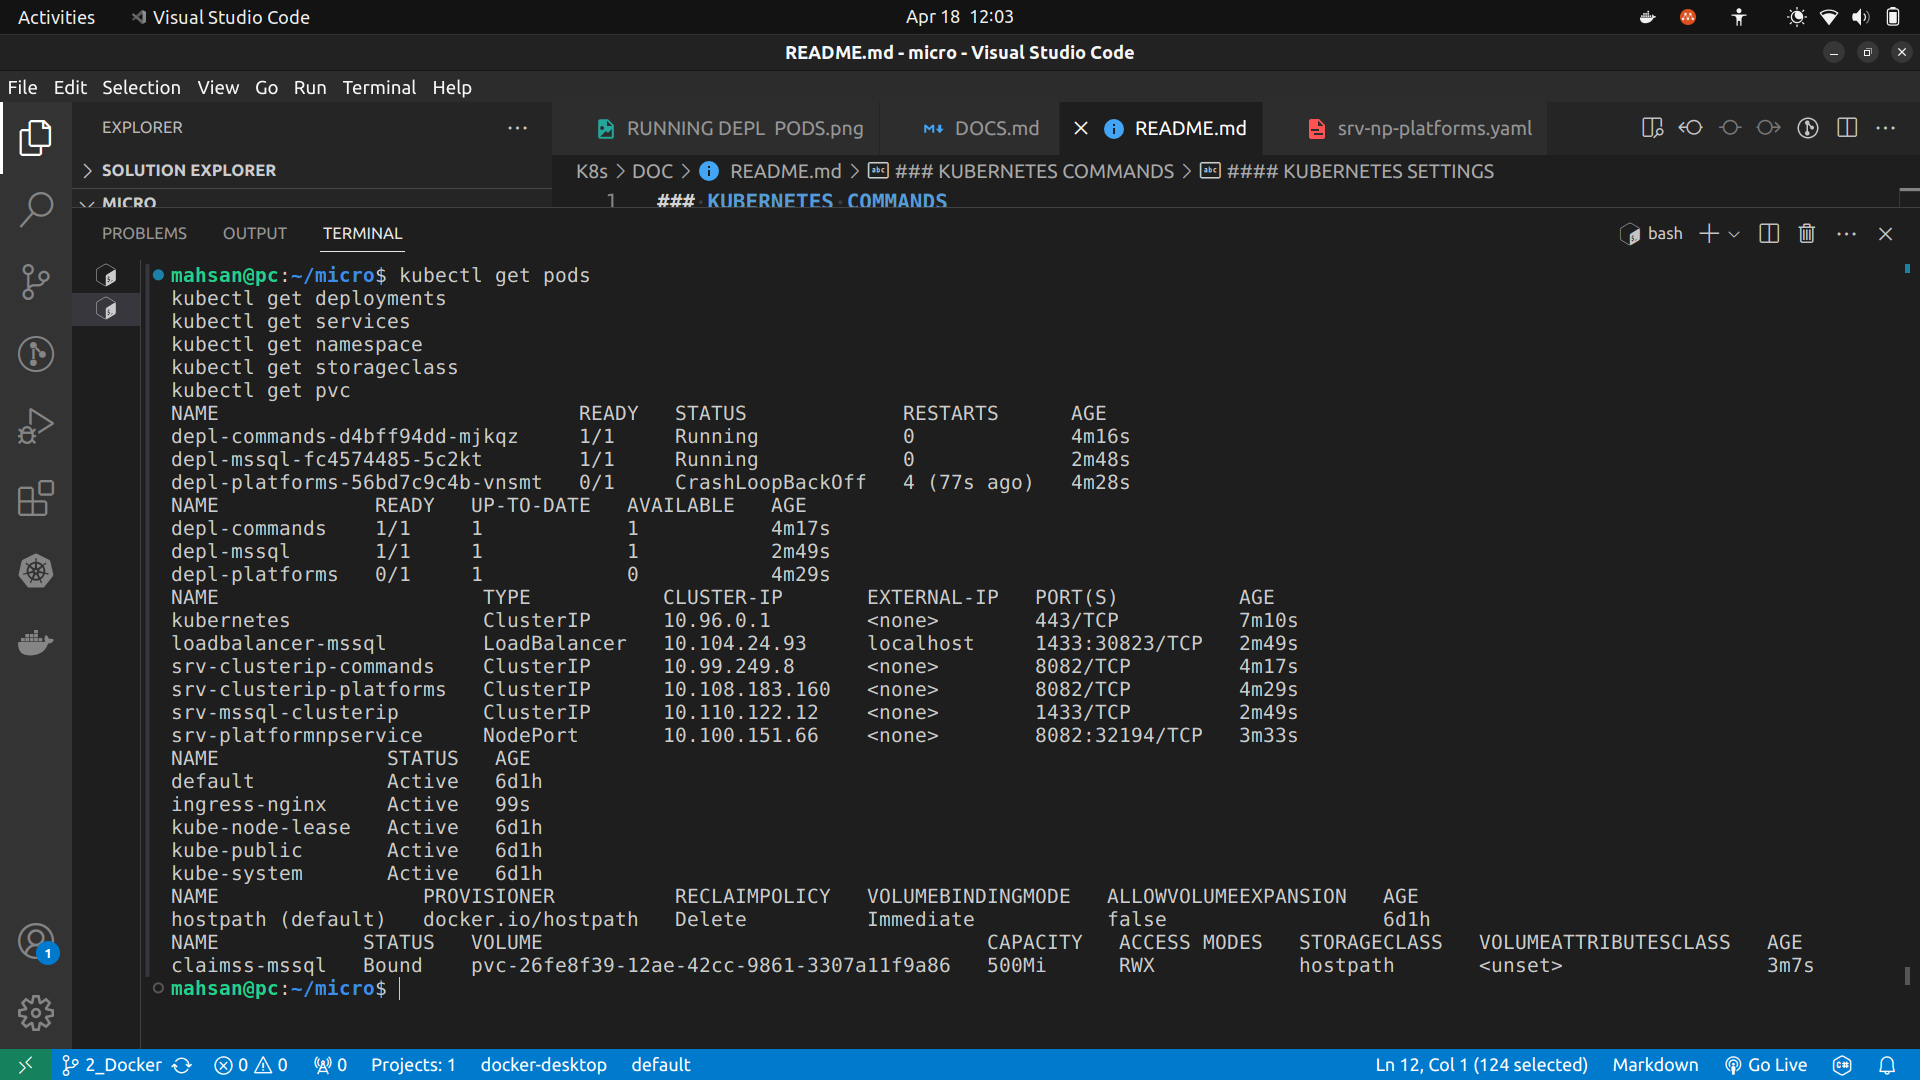 Activities Visual Studio Code Apr 18 12:03
README.md - micro - Visual Studio Code
File Edit Selection View Go Run Terminal Help
EXPLORER ··· RUNNING DEPL PODS.png DOCS.md README.md srv-np-platforms.yaml ···
SOLUTION EXPLORER K8s > DOC > README.md > ### KUBERNETES COMMANDS > #### KUBERNETES SETTINGS
MICRO 1 ### KUBERNETES COMMANDS
PROBLEMS OUTPUT TERMINAL bash ···
mahsan@pc:~/micro$ kubectl get pods
kubectl get deployments
kubectl get services
kubectl get namespace
kubectl get storageclass
kubectl get pvc
NAME READY STATUS RESTARTS AGE
depl-commands-d4bff94dd-mjkqz 1/1 Running 0 4m16s
depl-mssql-fc4574485-5c2kt 1/1 Running 0 2m48s
depl-platforms-56bd7c9c4b-vnsmt 0/1 CrashLoopBackOff 4 (77s ago) 4m28s
NAME READY UP-TO-DATE AVAILABLE AGE
depl-commands 1/1 1 1 4m17s
depl-mssql 1/1 1 1 2m49s
depl-platforms 0/1 1 0 4m29s
NAME TYPE CLUSTER-IP EXTERNAL-IP PORT(S) AGE
kubernetes ClusterIP 10.96.0.1 <none> 443/TCP 7m10s
loadbalancer-mssql LoadBalancer 10.104.24.93 localhost 1433:30823/TCP 2m49s
srv-clusterip-commands ClusterIP 10.99.249.8 <none> 8082/TCP 4m17s
srv-clusterip-platforms ClusterIP 10.108.183.160 <none> 8082/TCP 4m29s
srv-mssql-clusterip ClusterIP 10.110.122.12 <none> 1433/TCP 2m49s
srv-platformnpservice NodePort 10.100.151.66 <none> 8082:32194/TCP 3m33s
NAME STATUS AGE
default Active 6d1h
ingress-nginx Active 99s
kube-node-lease Active 6d1h
kube-public Active 6d1h
kube-system Active 6d1h
NAME PROVISIONER RECLAIMPOLICY VOLUMEBINDINGMODE ALLOWVOLUMEEXPANSION AGE
hostpath (default) docker.io/hostpath Delete Immediate false 6d1h
NAME STATUS VOLUME CAPACITY ACCESS MODES STORAGECLASS VOLUMEATTRIBUTESCLASS AGE
claimss-mssql Bound pvc-26fe8f39-12ae-42cc-9861-3307a11f9a86 500Mi RWX hostpath <unset> 3m7s
mahsan@pc:~/micro$
1
2_Docker 0 0 0 Projects: 1 docker-desktop default Ln 12, Col 1 (124 selected) Markdown Go Live